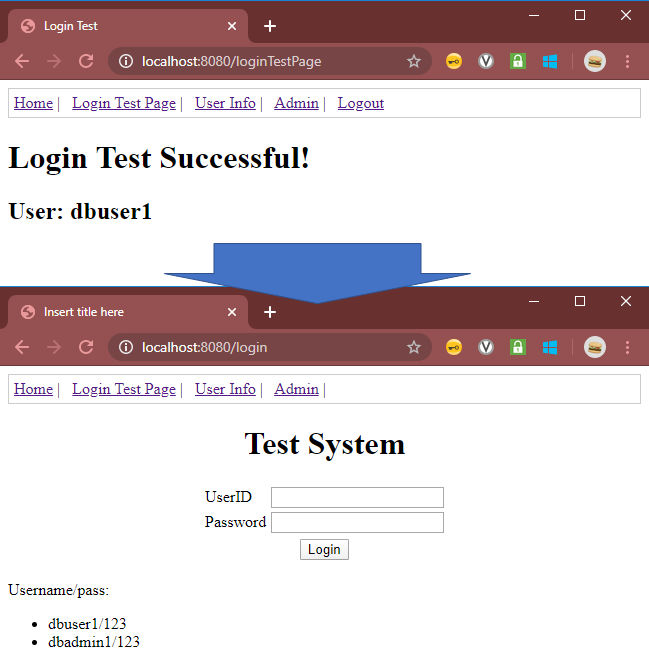 Login Test
localhost:8080/loginTestPage
Home | Login Test Page | User Info | Admin | Logout
Login Test Successful!
User: dbuser1
Insert title here
localhost:8080/login
Home | Login Test Page | User Info | Admin |
Test System
UserID
Password
Login
Username/pass:
• dbuser1/123
• dbadmin1/123